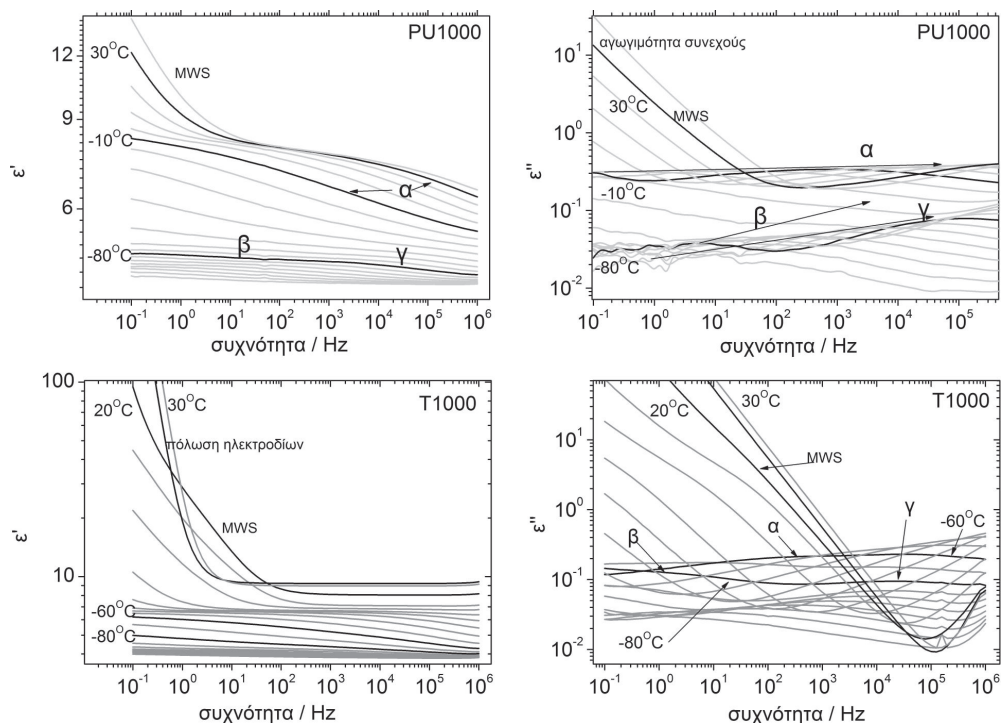 PU1000
12
9
6
30°C
MWS
-10°C
α
-80°C
β
γ
ε'
10⁻¹ 10⁰ 10¹ 10² 10³ 10⁴ 10⁵ 10⁶
συχνότητα / Hz
PU1000
10¹
10⁰
10⁻¹
10⁻²
αγωγιμότητα συνεχούς
30°C
MWS
α
-10°C
β
γ
-80°C
ε''
10⁻¹ 10⁰ 10¹ 10² 10³ 10⁴ 10⁵
συχνότητα / Hz
T1000
100
10
20°C
30°C
πόλωση ηλεκτροδίων
MWS
-60°C
-80°C
ε'
10⁻¹ 10⁰ 10¹ 10² 10³ 10⁴ 10⁵ 10⁶
συχνότητα / Hz
T1000
10¹
10⁰
10⁻¹
10⁻²
20°C
30°C
MWS
γ
-60°C
α
β
-80°C
ε''
10⁻¹ 10⁰ 10¹ 10² 10³ 10⁴ 10⁵ 10⁶
συχνότητα / Hz